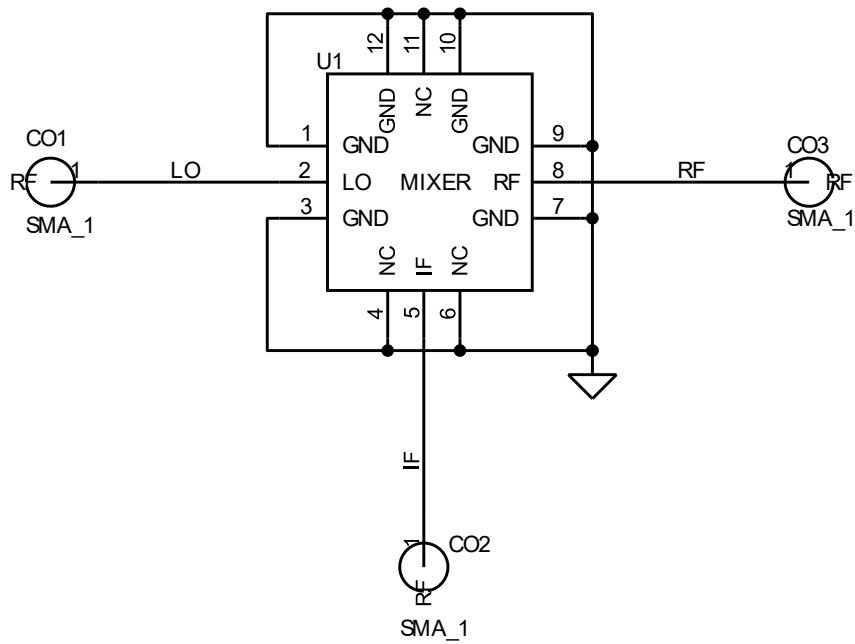 12
11
10
U1
GND
NC
GND
CO1
1
GND
GND
9
CO3
RF
1
LO
2
LO
MIXER
RF
8
RF
1
RF
SMA_1
3
GND
GND
7
SMA_1
NC
IF
NC
4
5
6
IF
1
CO2
RF
SMA_1